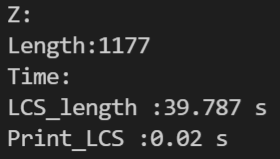 Z:
Length:1177
Time:
LCS_length :39.787 s
Print_LCS :0.02 s